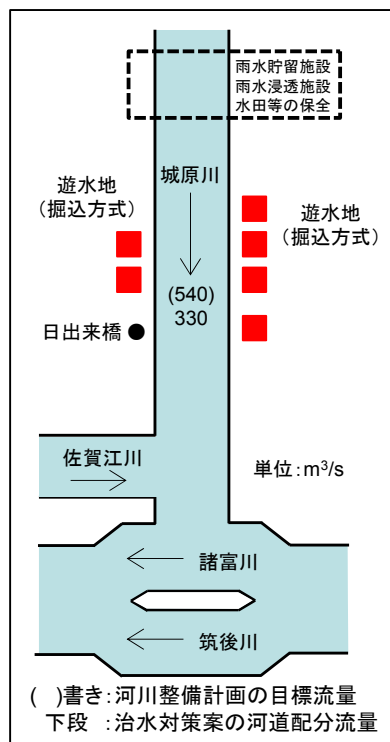 雨水貯留施設
雨水浸透施設
水田等の保全
城原川
遊水地
（掘込方式）
遊水地
（掘込方式）
(540)
330
日出来橋
佐賀江川
単位：m³/s
諸富川
筑後川
(　)書き：河川整備計画の目標流量
下段　：治水対策案の河道配分流量